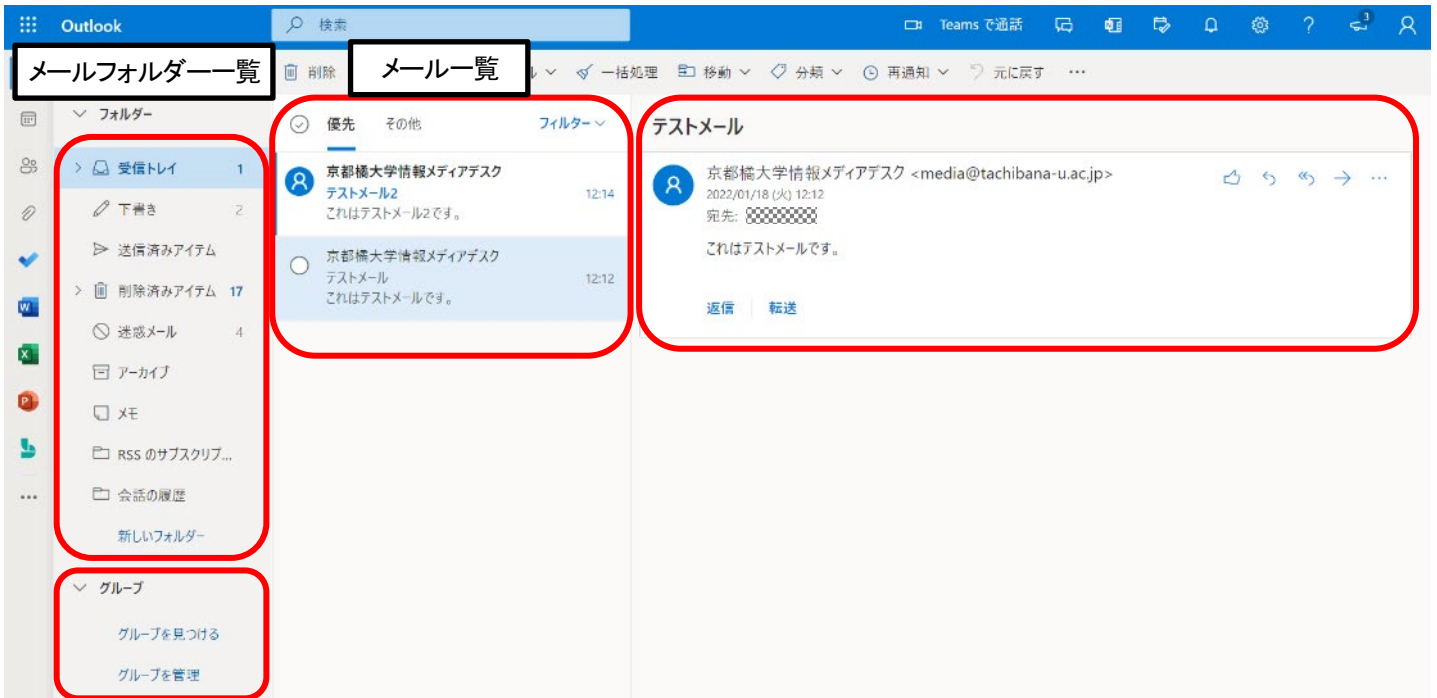 Outlook
検索
Teams で通話
3
メールフォルダー一覧
削除
メール一覧
一括処理
移動
分類
再通知
元に戻す
フォルダー
受信トレイ 1
下書き 2
送信済みアイテム
削除済みアイテム 17
迷惑メール 4
アーカイブ
メモ
RSS のサブスクリプ...
会話の履歴
新しいフォルダー
グループ
グループを見つける
グループを管理
優先 その他 フィルター
京都橘大学情報メディアデスク
テストメール2 12:14
これはテストメール2です。
京都橘大学情報メディアデスク
テストメール 12:12
これはテストメールです。
テストメール
京都橘大学情報メディアデスク <media@tachibana-u.ac.jp>
2022/01/18 (火) 12:12
宛先:
これはテストメールです。
返信 転送